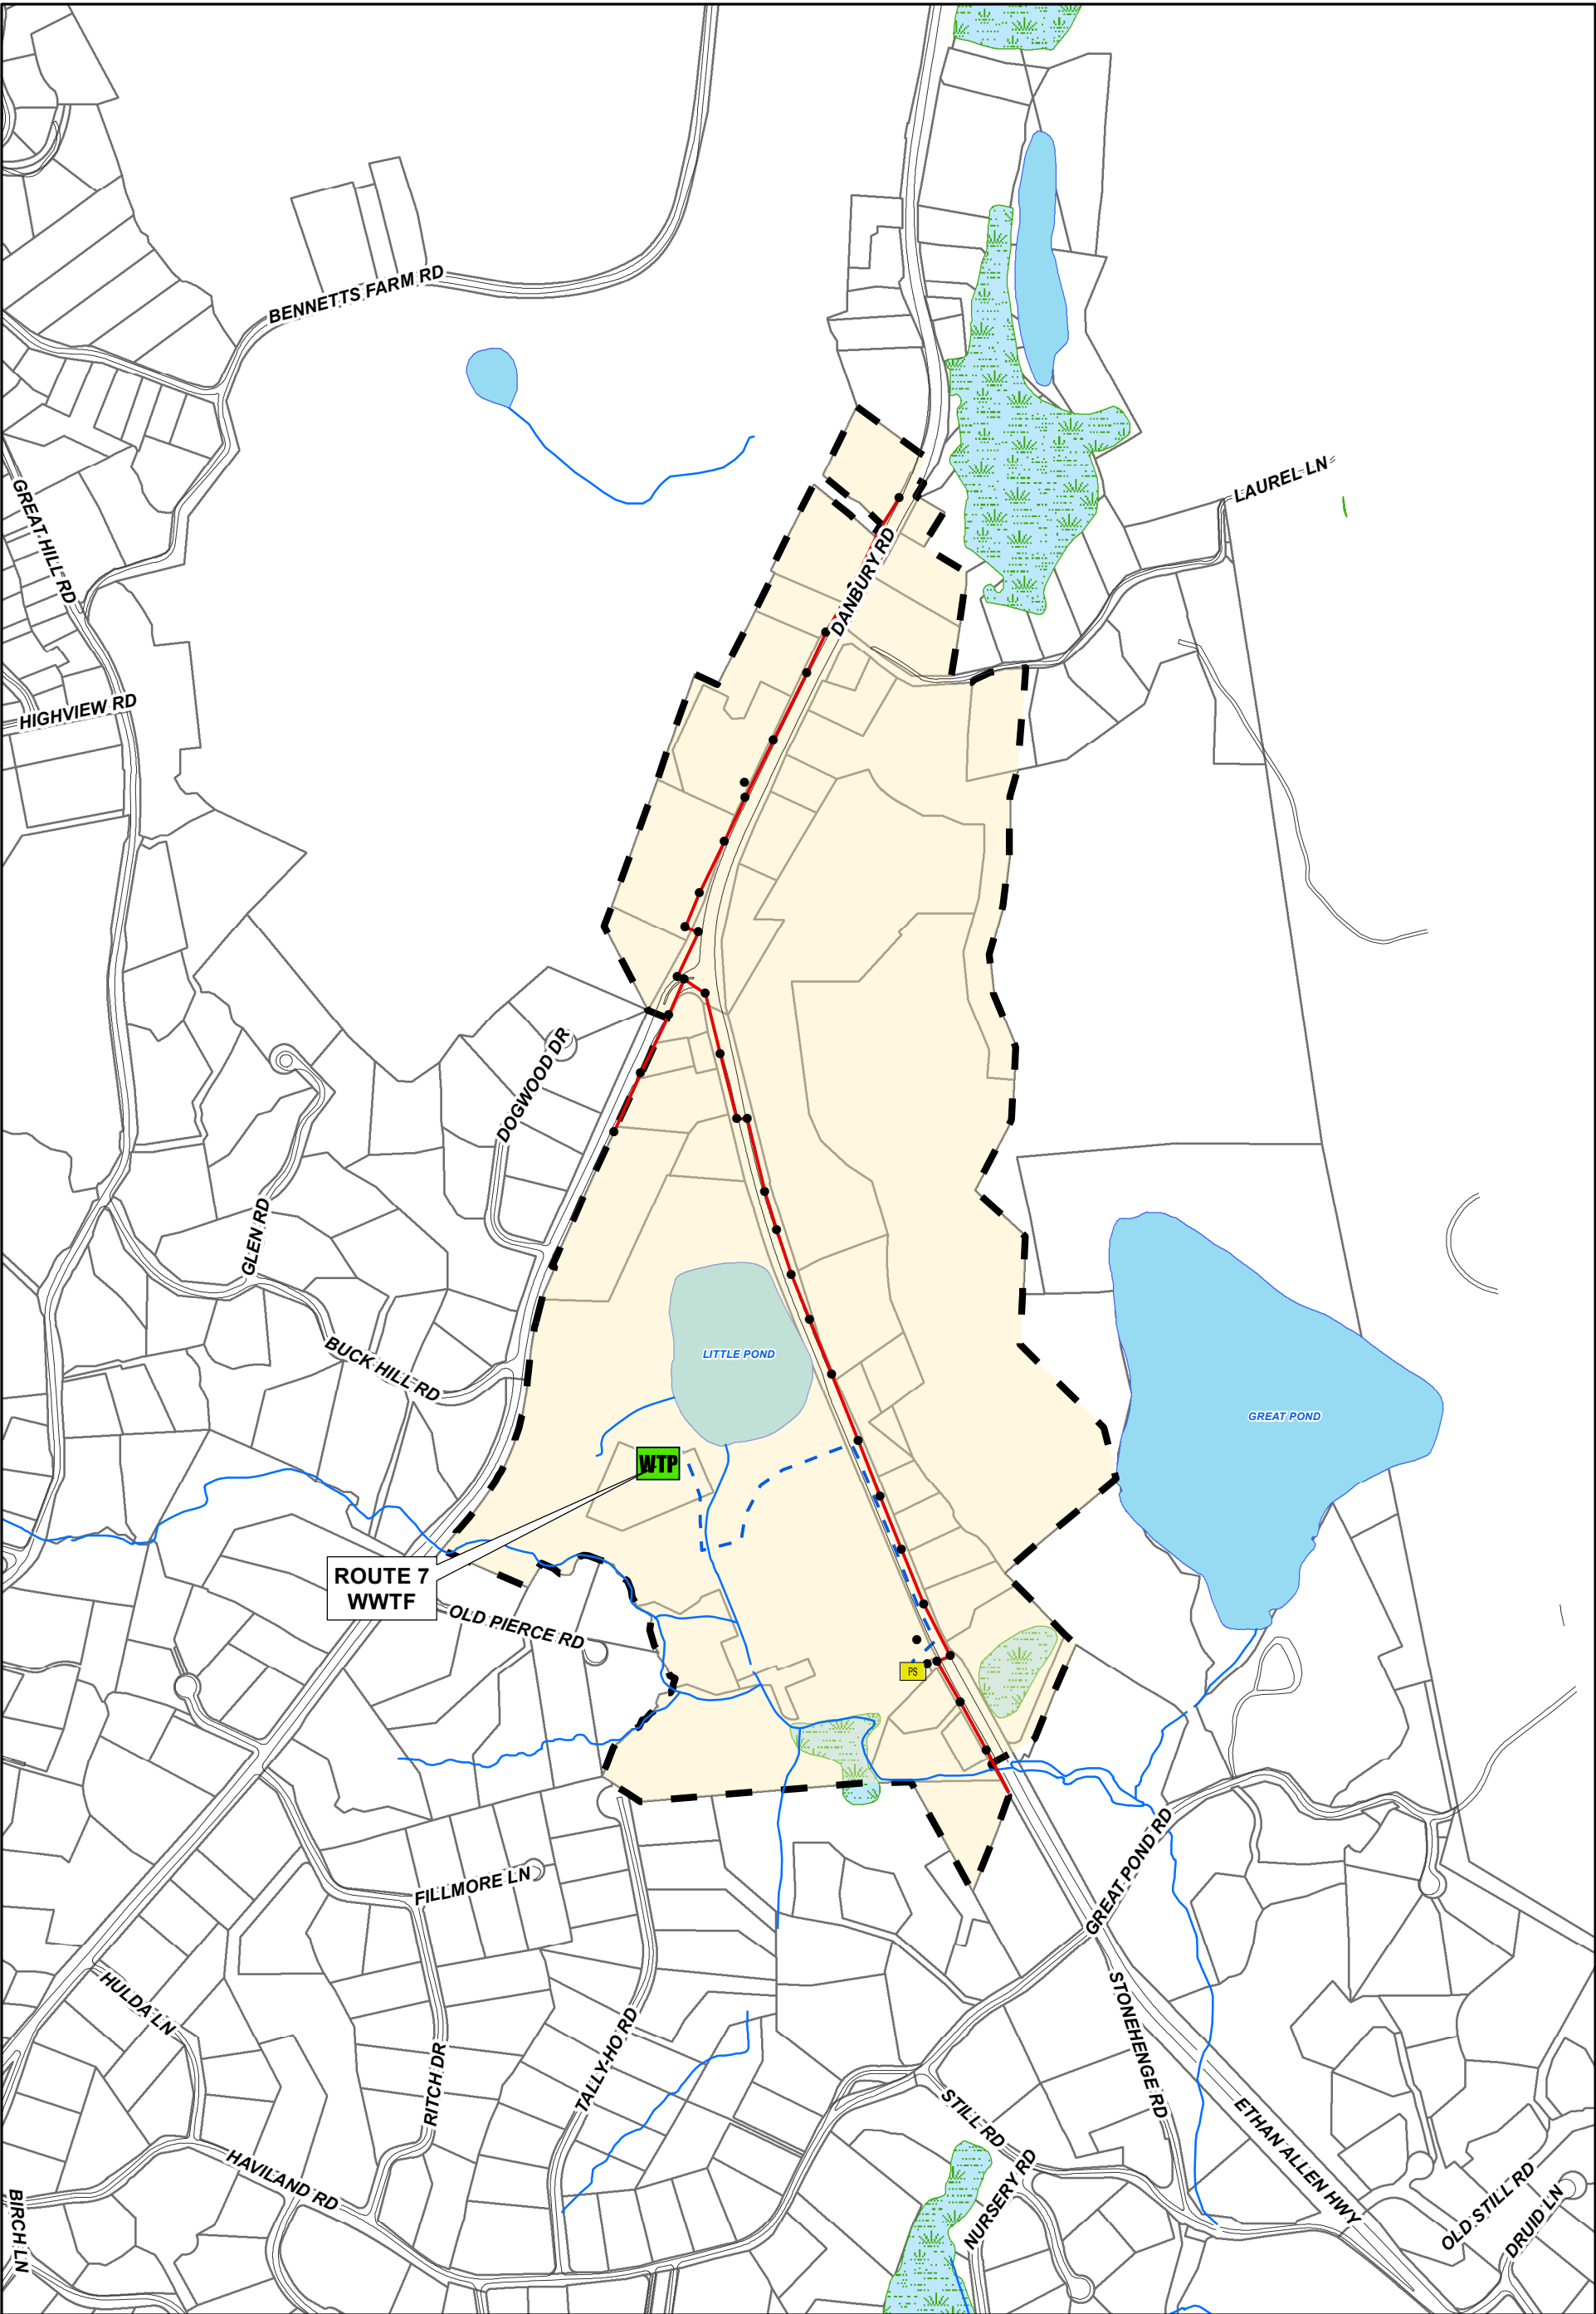 BENNETTS FARM RD
LAUREL LN
GREAT HILL RD
DANBURY RD
HIGHVIEW RD
DOGWOOD DR
GLEN RD
BUCK HILL RD
LITTLE POND
GREAT POND
WTP
ROUTE 7
WWTF
OLD PIERCE RD
PS
FILLMORE LN
GREAT POND RD
HULDA LN
RITCH DR
TALLY-HO RD
STONEHENGE RD
STILL RD
ETHAN ALLEN HWY
NURSERY RD
HAVILAND RD
BIRCH LN
OLD STILL RD
DRUID LN